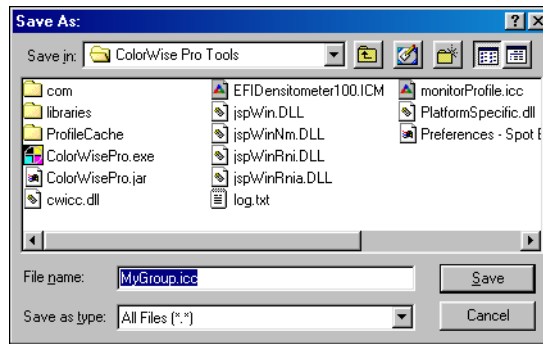 Save As:
Save in: ColorWise Pro Tools
com
libraries
ProfileCache
ColorWisePro.exe
ColorWisePro.jar
cwicc.dll
EFIDensitometer100.ICM
jspWin.DLL
jspWinNm.DLL
jspWinRni.DLL
jspWinRnia.DLL
log.txt
monitorProfile.icc
PlatformSpecific.dll
Preferences - Spot E
File name: MyGroup.icc
Save
Save as type: All Files (*.*)
Cancel